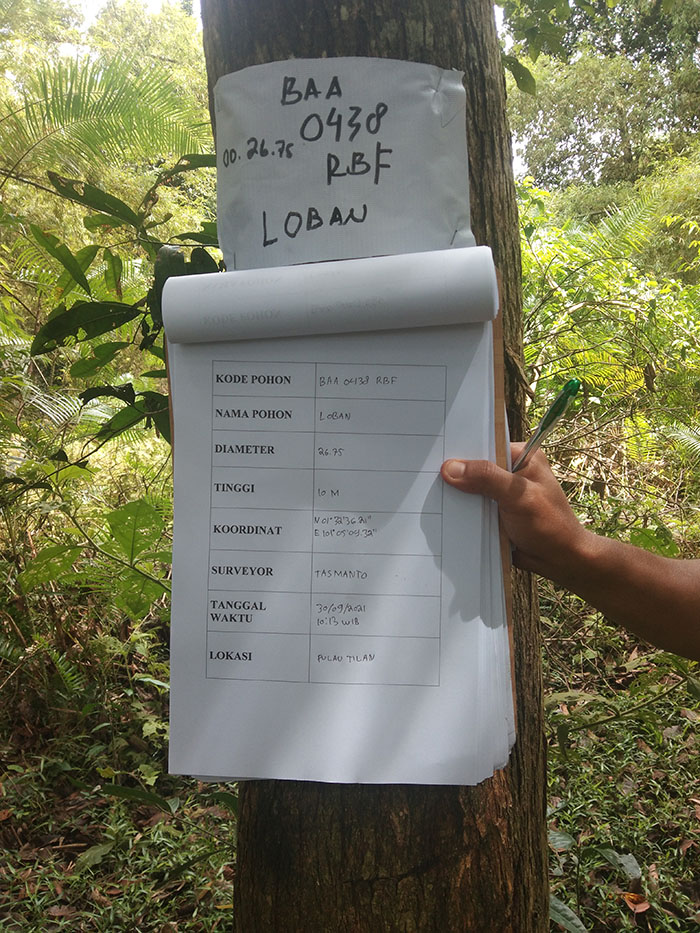 BAA
0438
00.26.75
RBF
LOBAN
KODE POHON BAA 0438 RBF
NAMA POHON LOBAN
DIAMETER 26.75
TINGGI 10 M
KOORDINAT N 01°32'36.21"
E 101°05'09.32"
SURVEYOR TASMANTO
TANGGAL WAKTU 30/09/2021
10:13 WIB
LOKASI PULAU TILAN